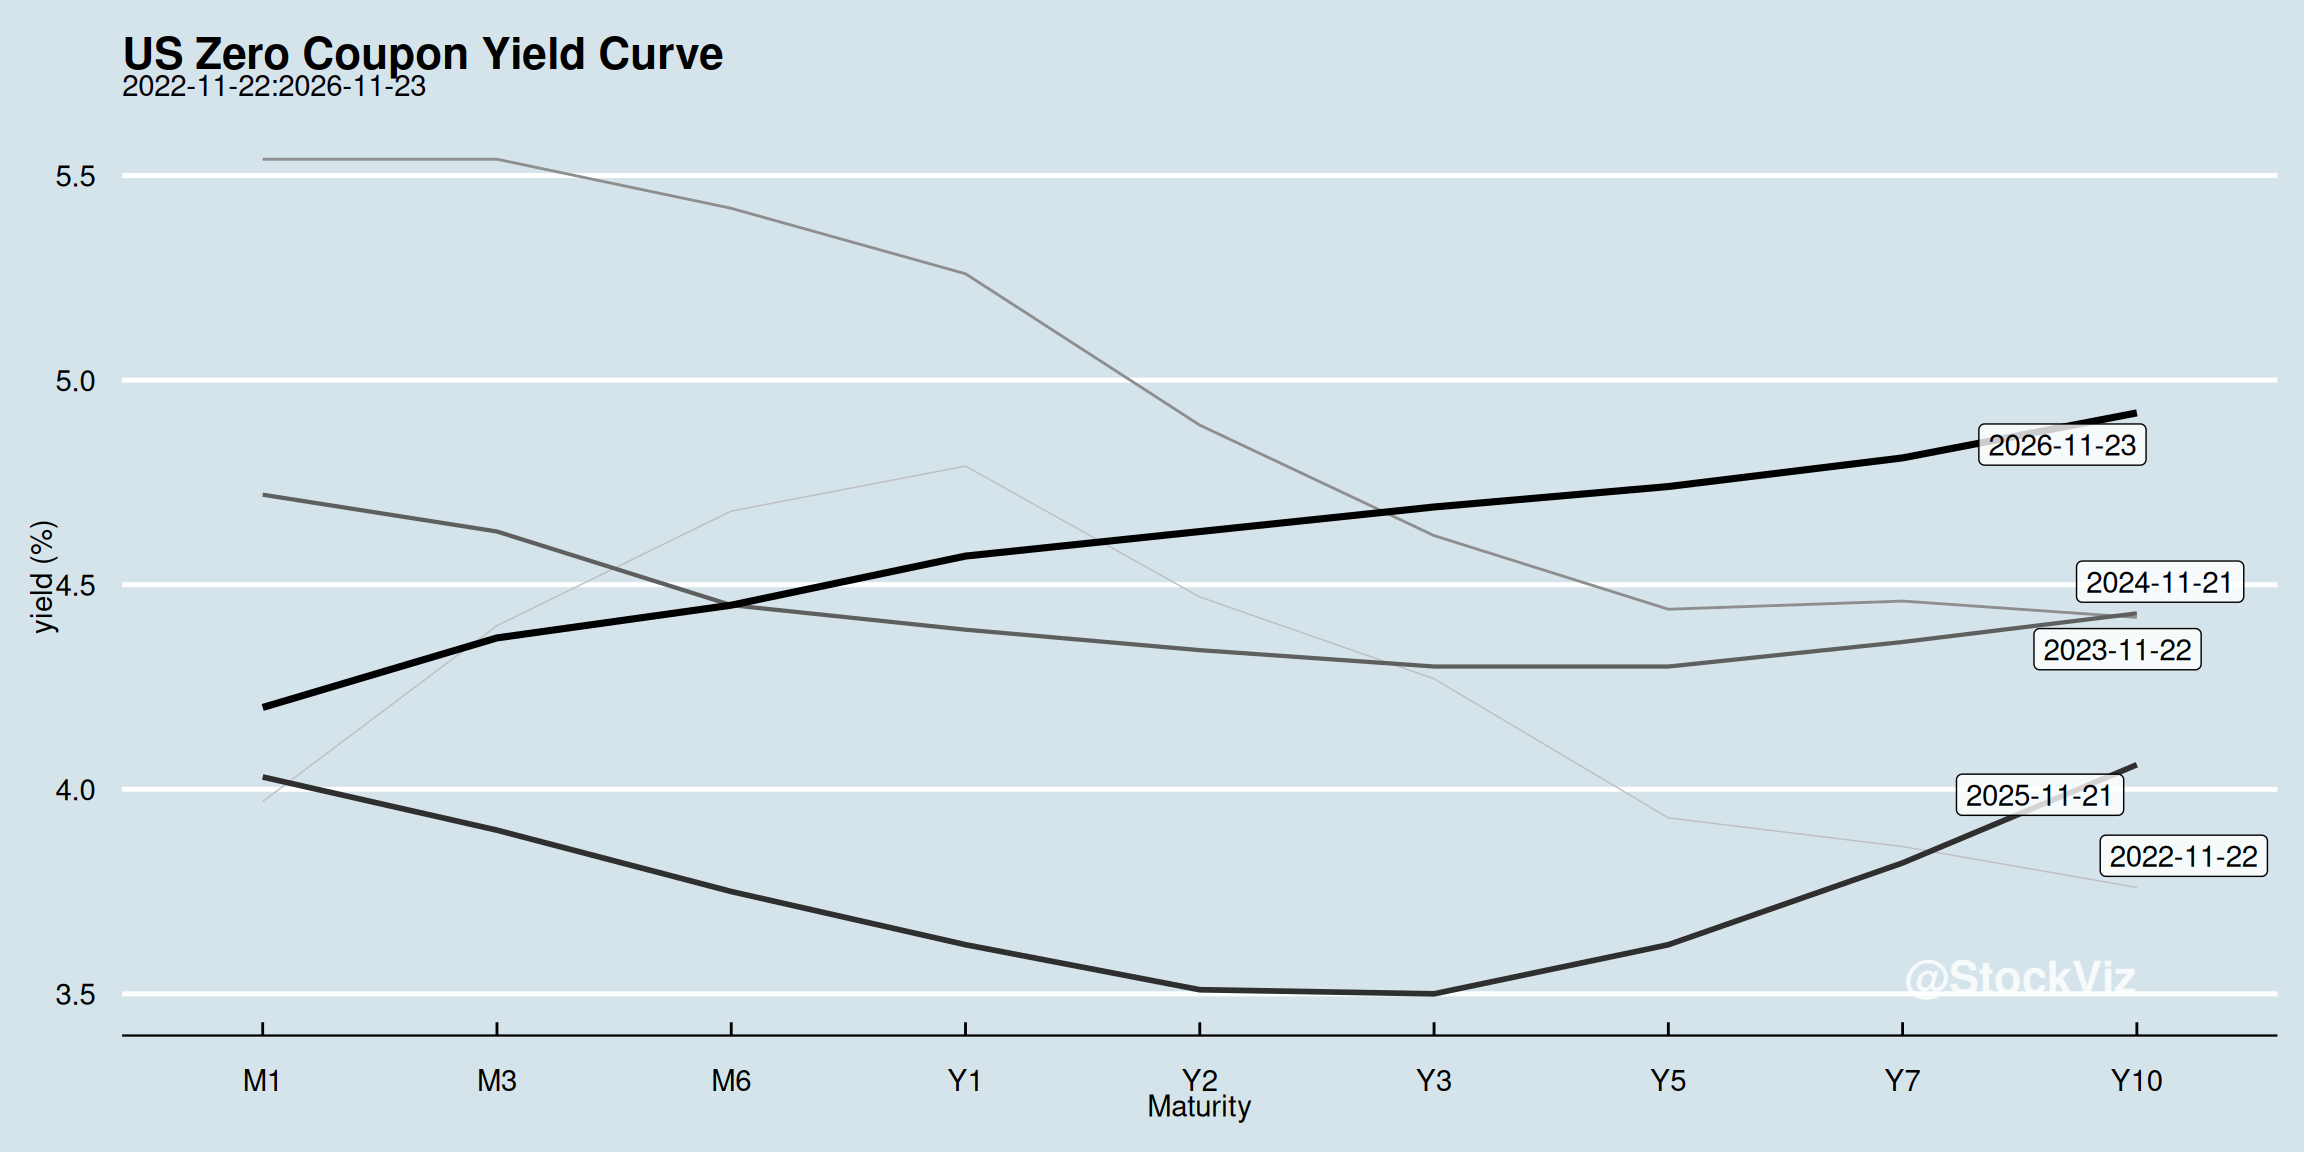 US Zero Coupon Yield Curve
2022-11-22:2026-11-23
5.5
5.0
4.5
4.0
3.5
yield (%)
2026-11-23
2024-11-21
2023-11-22
2025-11-21
2022-11-22
@StockViz
M1 M3 M6 Y1 Y2 Y3 Y5 Y7 Y10
Maturity